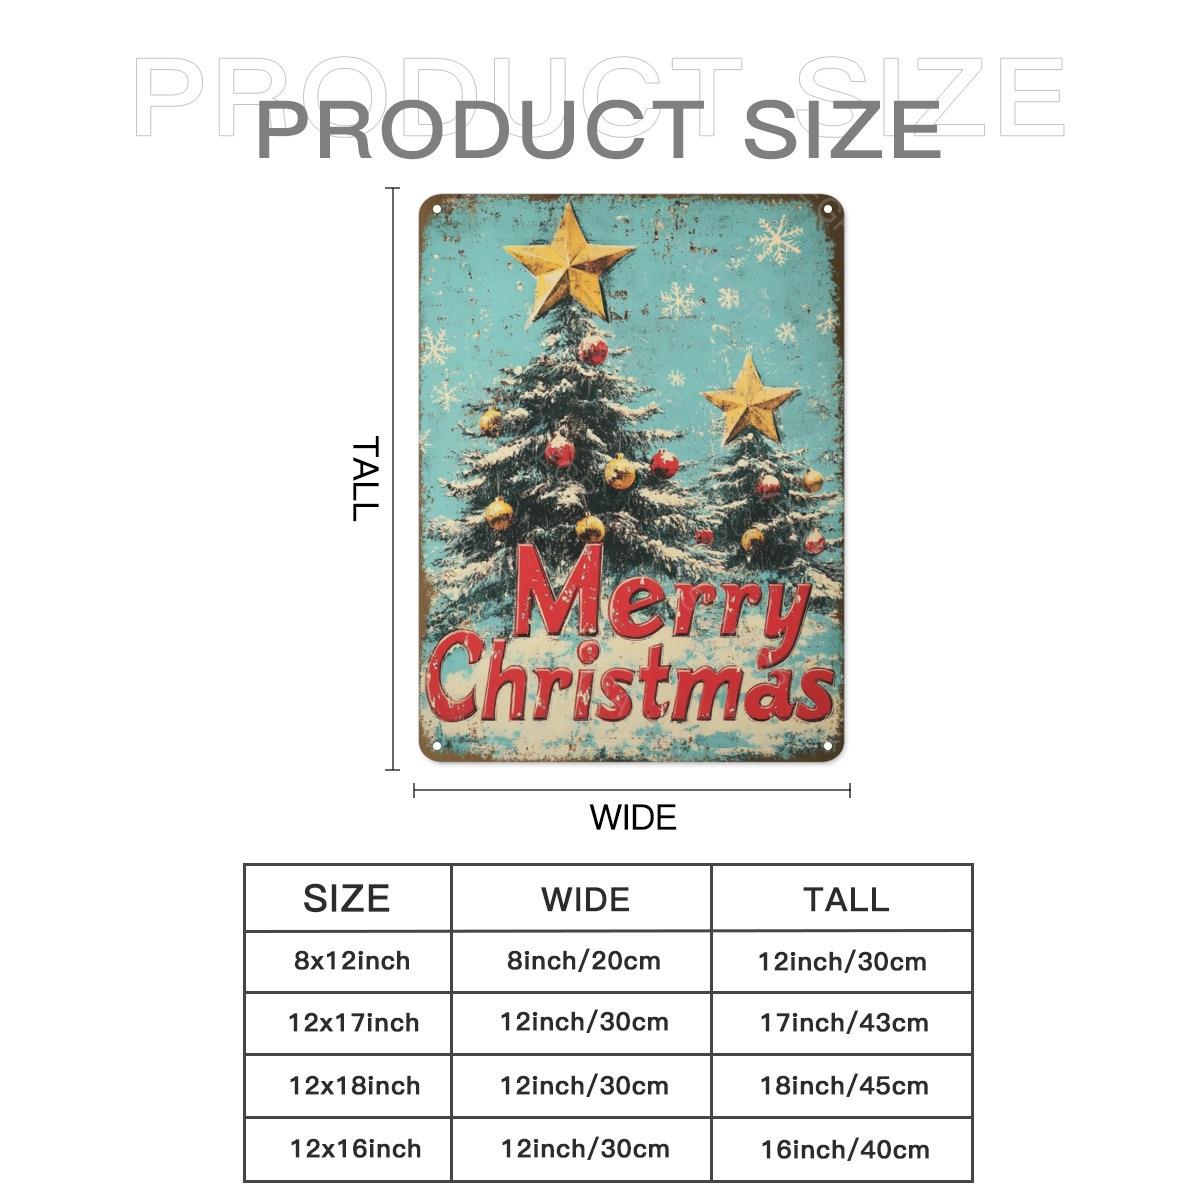 PRODUCT SIZE
PRODUCT SIZE
TALL
Merry
Christmas
WIDE
SIZE WIDE TALL
8x12inch 8inch/20cm 12inch/30cm
12x17inch 12inch/30cm 17inch/43cm
12x18inch 12inch/30cm 18inch/45cm
12x16inch 12inch/30cm 16inch/40cm